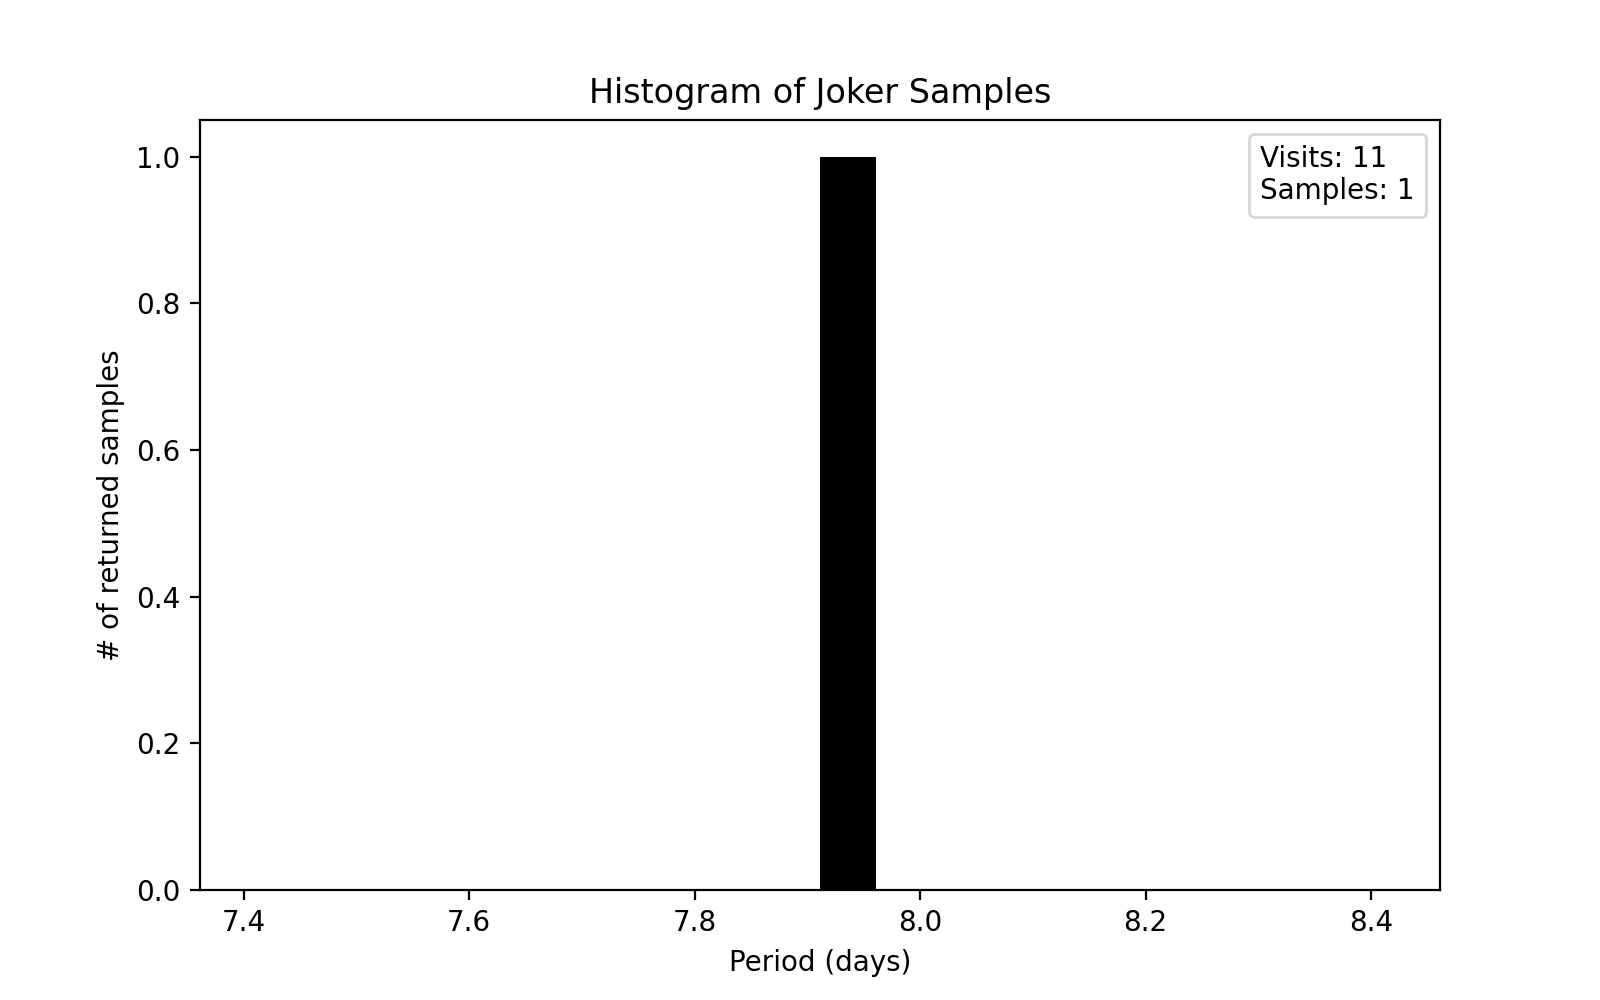 Histogram of Joker Samples
Visits: 11
Samples: 1
# of returned samples
1.0
0.8
0.6
0.4
0.2
0.0
7.4 7.6 7.8 8.0 8.2 8.4
Period (days)